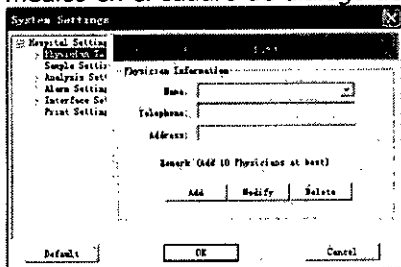 System Settings
Hospital Setting
Physician
Sample Settin
Analysis Sett
Alarm Setting
Interface Set
Print Setting
Physician Information
Name:
Telephone:
Address:
Remark (Add 10 Physicians at best)
Add Modify Delete
Default OK Cancel